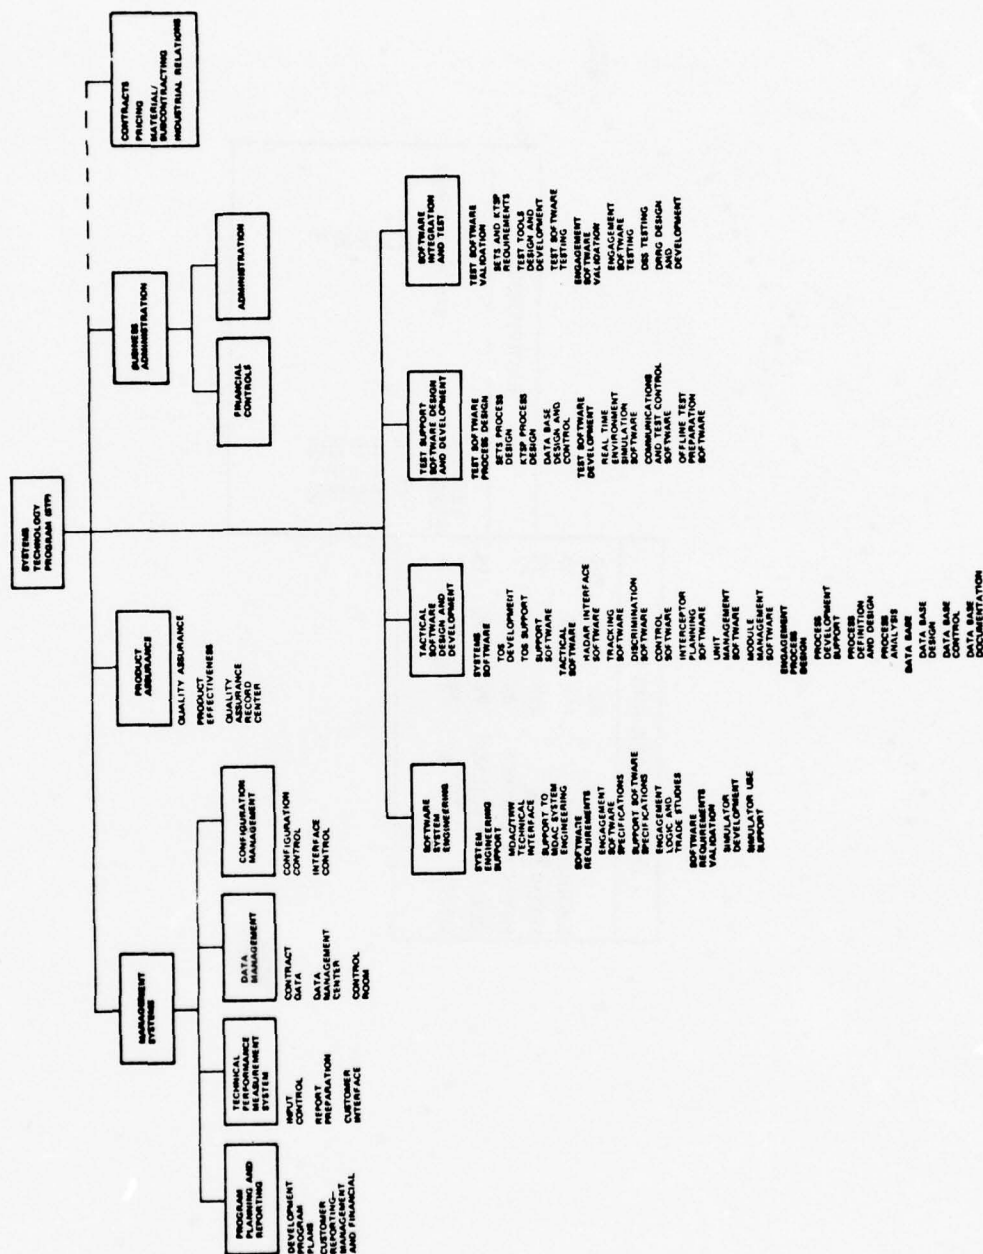 SYSTEMS
TECHNOLOGY
PROGRAM (STP)
MANAGEMENT
SYSTEMS
PRODUCT
ASSURANCE
QUALITY ASSURANCE
PRODUCT
EFFECTIVENESS
QUALITY
ASSURANCE
RECORD
CENTER
BUSINESS
ADMINISTRATION
CONTRACTS
PRICING
MATERIAL/
SUBCONTRACTING
INDUSTRIAL RELATIONS
PROGRAM
PLANNING AND
REPORTING
DEVELOPMENT
PROGRAM
PLANS
CUSTOMER
REPORTING—
MANAGEMENT
AND FINANCIAL
TECHNICAL
PERFORMANCE
MEASUREMENT
SYSTEM
INPUT
CONTROL
REPORT
PREPARATION
CUSTOMER
INTERFACE
DATA
MANAGEMENT
CONTRACT
DATA
DATA
MANAGEMENT
CENTER
CONTROL
ROOM
CONFIGURATION
MANAGEMENT
CONFIGURATION
CONTROL
INTERFACE
CONTROL
FINANCIAL
CONTROLS
ADMINISTRATION
SOFTWARE
SYSTEM
ENGINEERING
SYSTEM
ENGINEERING
SUPPORT
MDAC/TRW
TECHNICAL
INTERFACE
SUPPORT TO
MDAC SYSTEM
ENGINEERING
SOFTWARE
REQUIREMENTS
ENGAGEMENT
SOFTWARE
SPECIFICATIONS
SUPPORT SOFTWARE
SPECIFICATIONS
ENGAGEMENT
LOGIC AND
TRADE STUDIES
SOFTWARE
REQUIREMENTS
VALIDATION
SIMULATOR
DEVELOPMENT
SIMULATOR USE
SUPPORT
TACTICAL
SOFTWARE
DESIGN AND
DEVELOPMENT
SYSTEMS
SOFTWARE
TOS
DEVELOPMENT
TOS SUPPORT
SUPPORT
SOFTWARE
TACTICAL
SOFTWARE
RADAR INTERFACE
SOFTWARE
TRACKING
SOFTWARE
DISCRIMINATION
SOFTWARE
CONTROL
SOFTWARE
INTERCEPTOR
PLANNING
SOFTWARE
UNIT
MANAGEMENT
SOFTWARE
MODULE
MANAGEMENT
SOFTWARE
ENGAGEMENT
PROCESS
DESIGN
PROCESS
DEVELOPMENT
SUPPORT
PROCESS
DEFINITION
AND DESIGN
PROCESS
ANALYSIS
DATA BASE
DATA BASE
DESIGN
DATA BASE
CONTROL
DATA BASE
DOCUMENTATION
TEST SUPPORT
SOFTWARE DESIGN
AND DEVELOPMENT
TEST SOFTWARE
PROCESS DESIGN
SETS PROCESS
DESIGN
KTSP PROCESS
DESIGN
DATA BASE
DESIGN AND
CONTROL
TEST SOFTWARE
DEVELOPMENT
REAL TIME
ENVIRONMENT
SIMULATION
SOFTWARE
COMMUNICATIONS
AND TEST CONTROL
SOFTWARE
OFFLINE TEST
PREPARATION
SOFTWARE
SOFTWARE
INTEGRATION
AND TEST
TEST SOFTWARE
VALIDATION
SETS AND KTSP
REQUIREMENTS
TEST TOOLS
DESIGN AND
DEVELOPMENT
TEST SOFTWARE
TESTING
ENGAGEMENT
SOFTWARE
VALIDATION
ENGAGEMENT
SOFTWARE
TESTING
DBS TESTING
DRRG DESIGN
AND
DEVELOPMENT